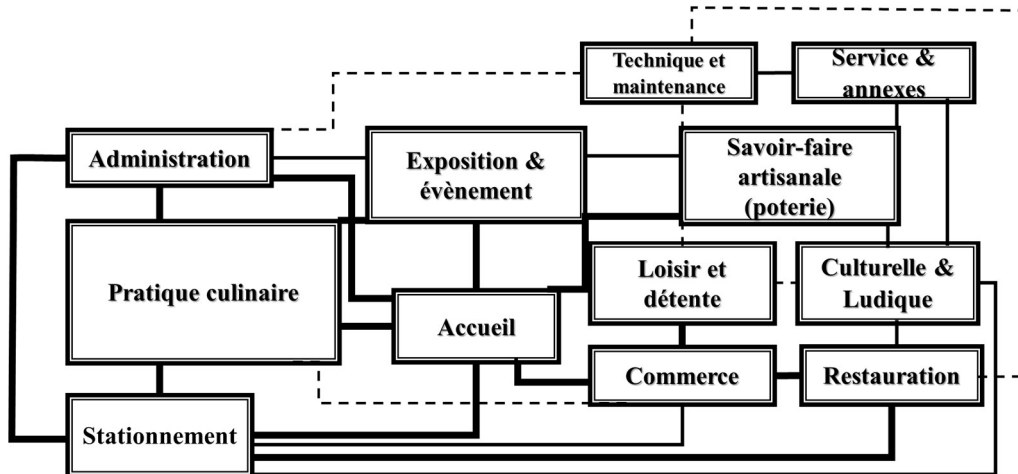 Technique et
maintenance
Service &
annexes
Administration
Exposition &
évènement
Savoir-faire
artisanale
(poterie)
Pratique culinaire
Loisir et
détente
Culturelle &
Ludique
Accueil
Commerce
Restauration
Stationnement